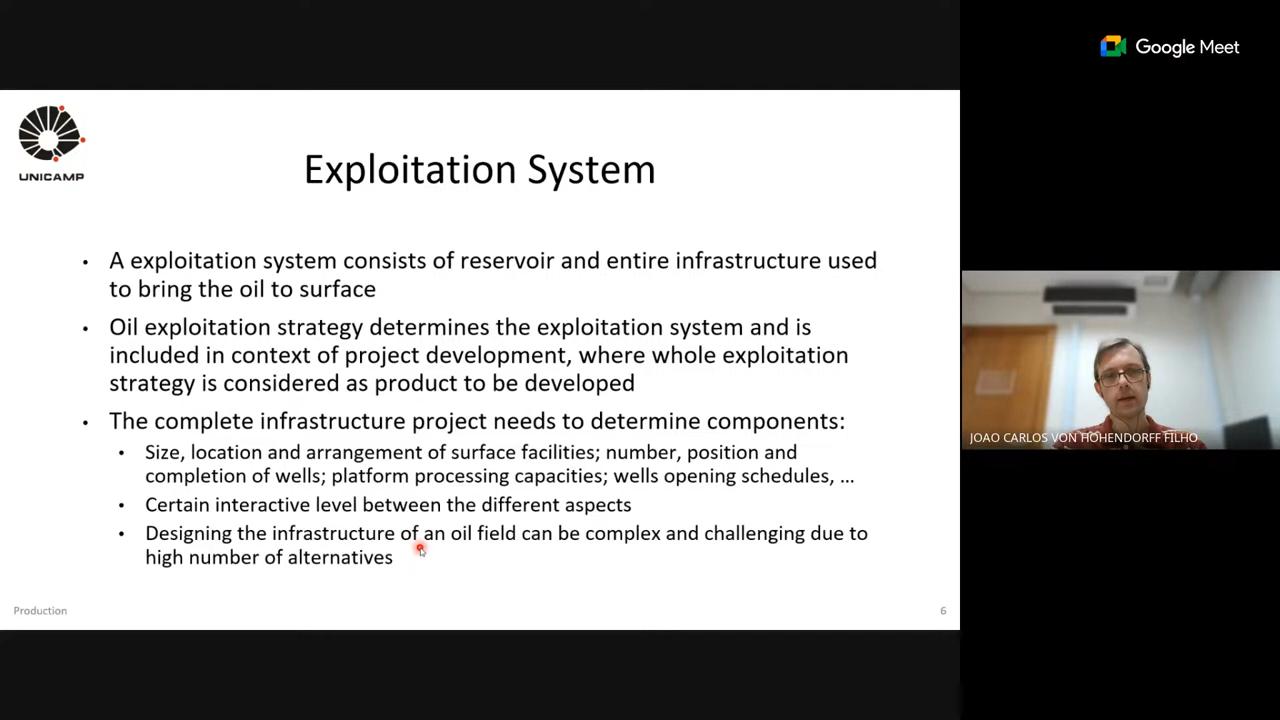 Google Meet
UNICAMP
Exploitation System
• A exploitation system consists of reservoir and entire infrastructure used
to bring the oil to surface
• Oil exploitation strategy determines the exploitation system and is
included in context of project development, where whole exploitation
strategy is considered as product to be developed
• The complete infrastructure project needs to determine components:
• Size, location and arrangement of surface facilities; number, position and
completion of wells; platform processing capacities; wells opening schedules, ...
• Certain interactive level between the different aspects
• Designing the infrastructure of an oil field can be complex and challenging due to
high number of alternatives
JOAO CARLOS VON HOHENDORFF FILHO
Production
6